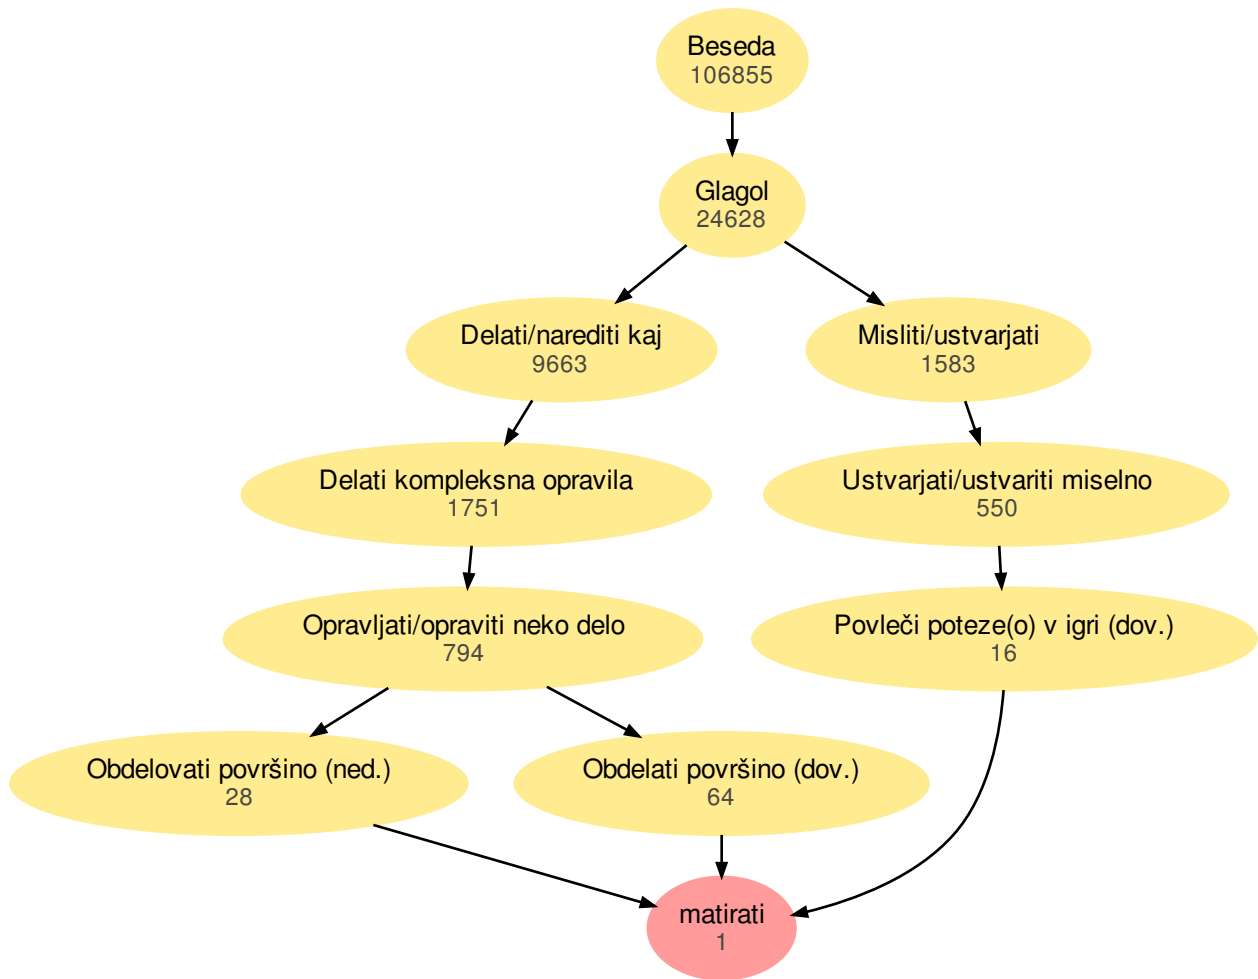 Beseda
106855
Glagol
24628
Delati/narediti kaj
9663
Misliti/ustvarjati
1583
Delati kompleksna opravila
1751
Ustvarjati/ustvariti miselno
550
Opravljati/opraviti neko delo
794
Povleči poteze(o) v igri (dov.)
16
Obdelovati površino (ned.)
28
Obdelati površino (dov.)
64
matirati
1